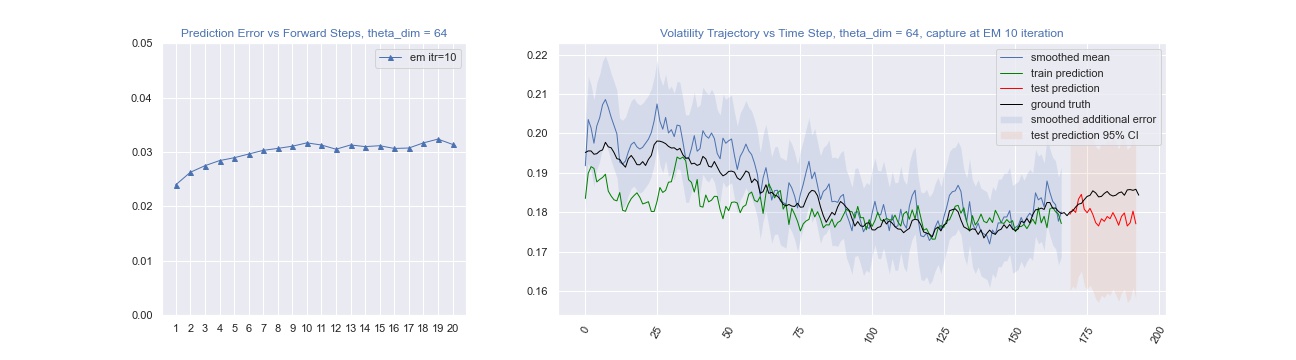 Prediction Error vs Forward Steps, theta_dim = 64
0.05
0.04
0.03
0.02
0.01
0.00
em itr=10
1 2 3 4 5 6 7 8 9 10 11 12 13 14 15 16 17 18 19 20
Volatility Trajectory vs Time Step, theta_dim = 64, capture at EM 10 iteration
0.22
0.21
0.20
0.19
0.18
0.17
0.16
smoothed mean
train prediction
test prediction
ground truth
smoothed additional error
test prediction 95% CI
0 25 50 75 100 125 150 175 200